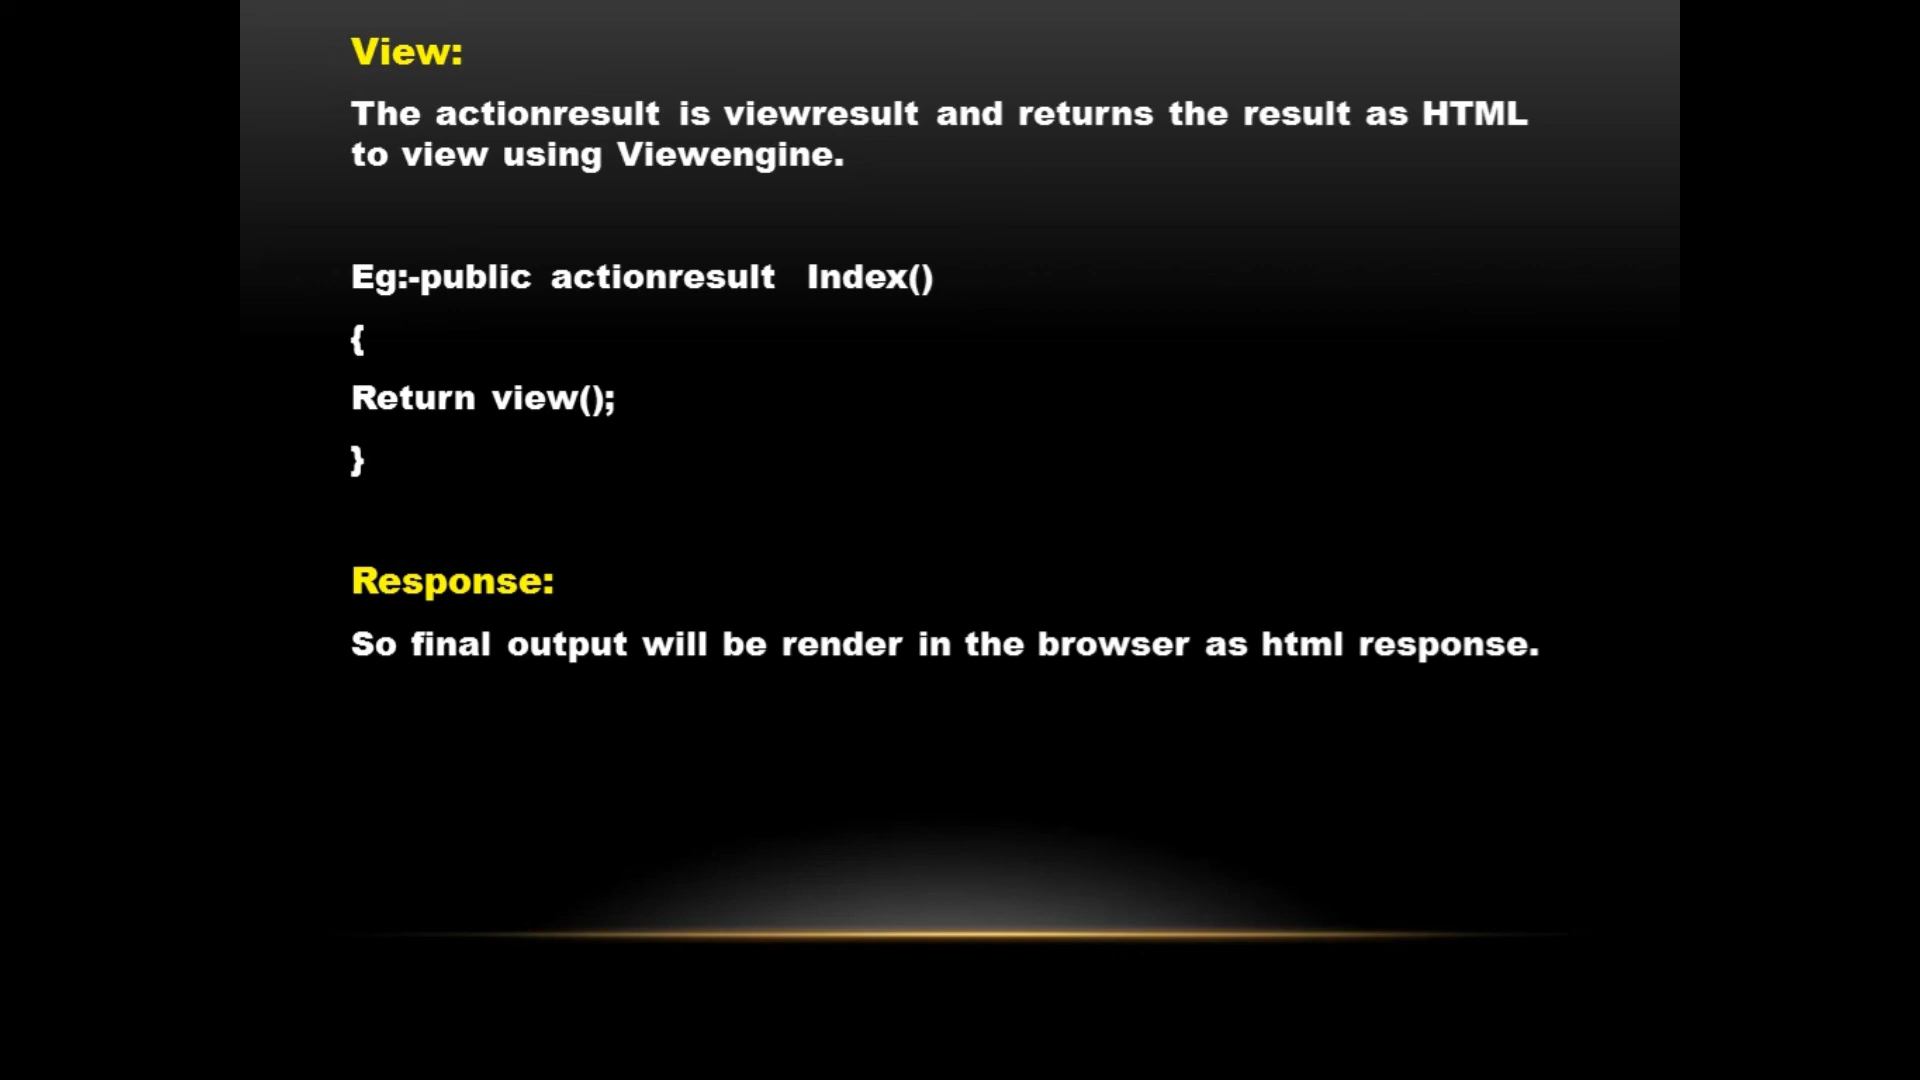 View:
The actionresult is viewresult and returns the result as HTML
to view using Viewengine.
Eg:-public actionresult Index()
{
Return view();
}
Response:
So final output will be render in the browser as html response.